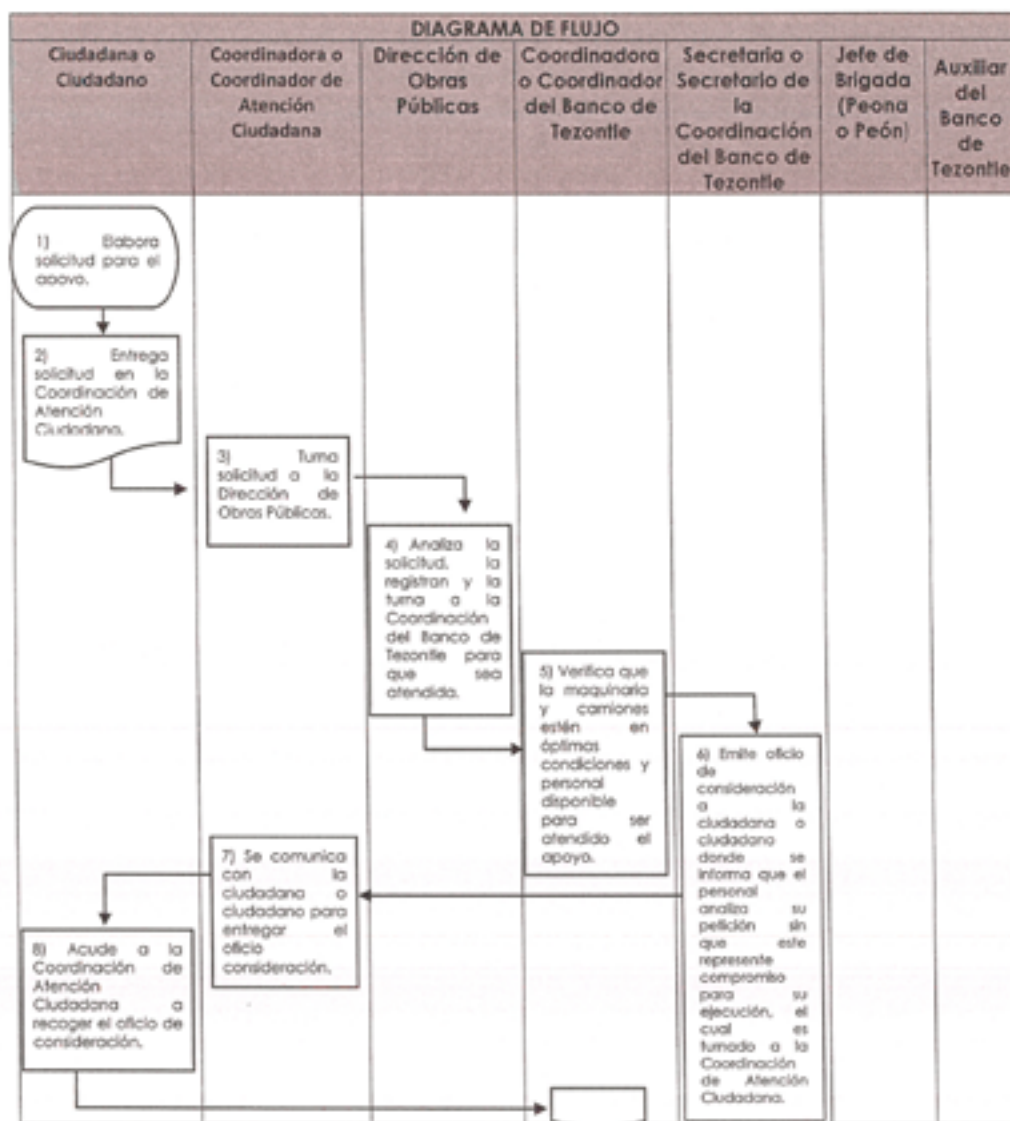 DIAGRAMA DE FLUJO
Ciudadana o
Ciudadano
Coordinadora o
Coordinador de
Atención
Ciudadana
Dirección de
Obras
Públicas
Coordinadora
o Coordinador
del Banco de
Tezontle
Secretaria o
Secretario de
la
Coordinación
del Banco de
Tezontle
Jefe de
Brigada
(Peona
o Peón)
Auxiliar
del
Banco
de
Tezontle
1) Elabora
solicitud para el
apoyo.
2) Entrega
solicitud en la
Coordinación de
Atención
Ciudadana.
3) Turna
solicitud a la
Dirección de
Obras Públicas.
4) Analiza la
solicitud, la
registran y la
turna a la
Coordinación
del Banco de
Tezontle para
que sea
atendida.
5) Verifica que
la maquinaria
y camiones
estén en
óptimas
condiciones y
personal
disponible
para ser
atendido el
apoyo.
6) Emite oficio
de
consideración
a la
ciudadana o
ciudadano
donde se
informa que el
personal
analiza su
petición sin
que este
represente
compromiso
para su
ejecución, el
cual es
turnado a la
Coordinación
de Atención
Ciudadana.
7) Se comunica
con la
ciudadana o
ciudadano para
entregar el
oficio
consideración.
8) Acude a la
Coordinación de
Atención
Ciudadana a
recoger el oficio de
consideración.